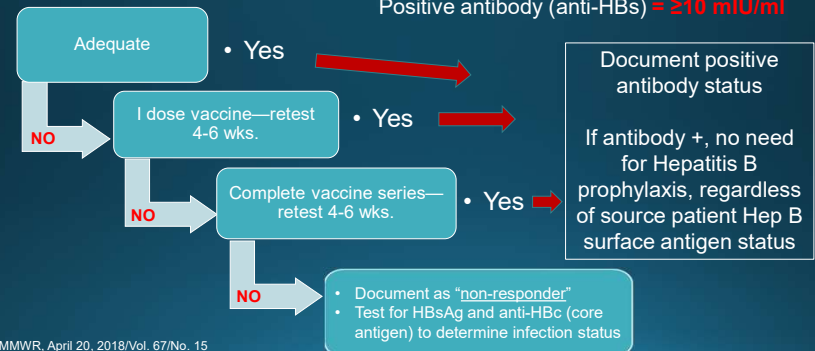 Positive antibody (anti-HBs) = ≥10 mIU/ml
Adequate
• Yes
NO
I dose vaccine—retest
4-6 wks.
• Yes
NO
Complete vaccine series—
retest 4-6 wks.
• Yes
NO
• Document as “non-responder”
• Test for HBsAg and anti-HBc (core
antigen) to determine infection status
Document positive
antibody status
If antibody +, no need
for Hepatitis B
prophylaxis, regardless
of source patient Hep B
surface antigen status
MMWR, April 20, 2018/Vol. 67/No. 15